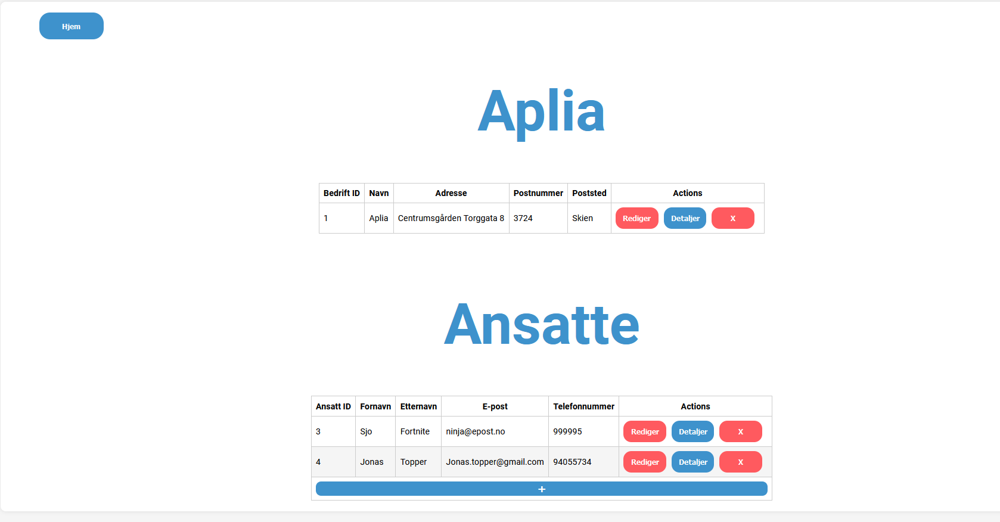 Hjem
Aplia
Bedrift ID Navn Adresse Postnummer Poststed Actions
1 Aplia Centrumsgården Torggata 8 3724 Skien Rediger Detaljer X
Ansatte
Ansatt ID Fornavn Etternavn E-post Telefonnummer Actions
3 Sjo Fortnite ninja@epost.no 999995 Rediger Detaljer X
4 Jonas Topper Jonas.topper@gmail.com 94055734 Rediger Detaljer X
+